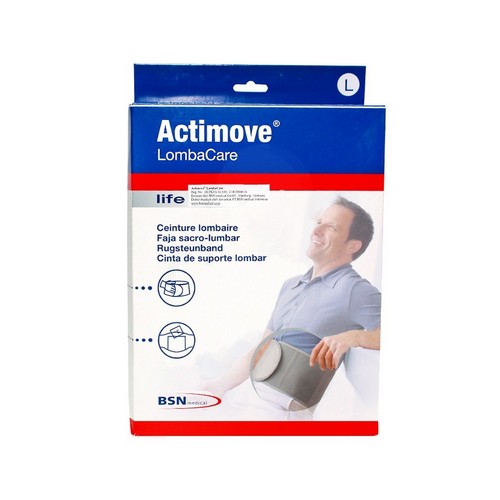 L
Actimove®
LombaCare
life
Ceinture lombaire
Faja sacro-lumbar
Rugsteunband
Cinta de suporte lombar
BSN medical